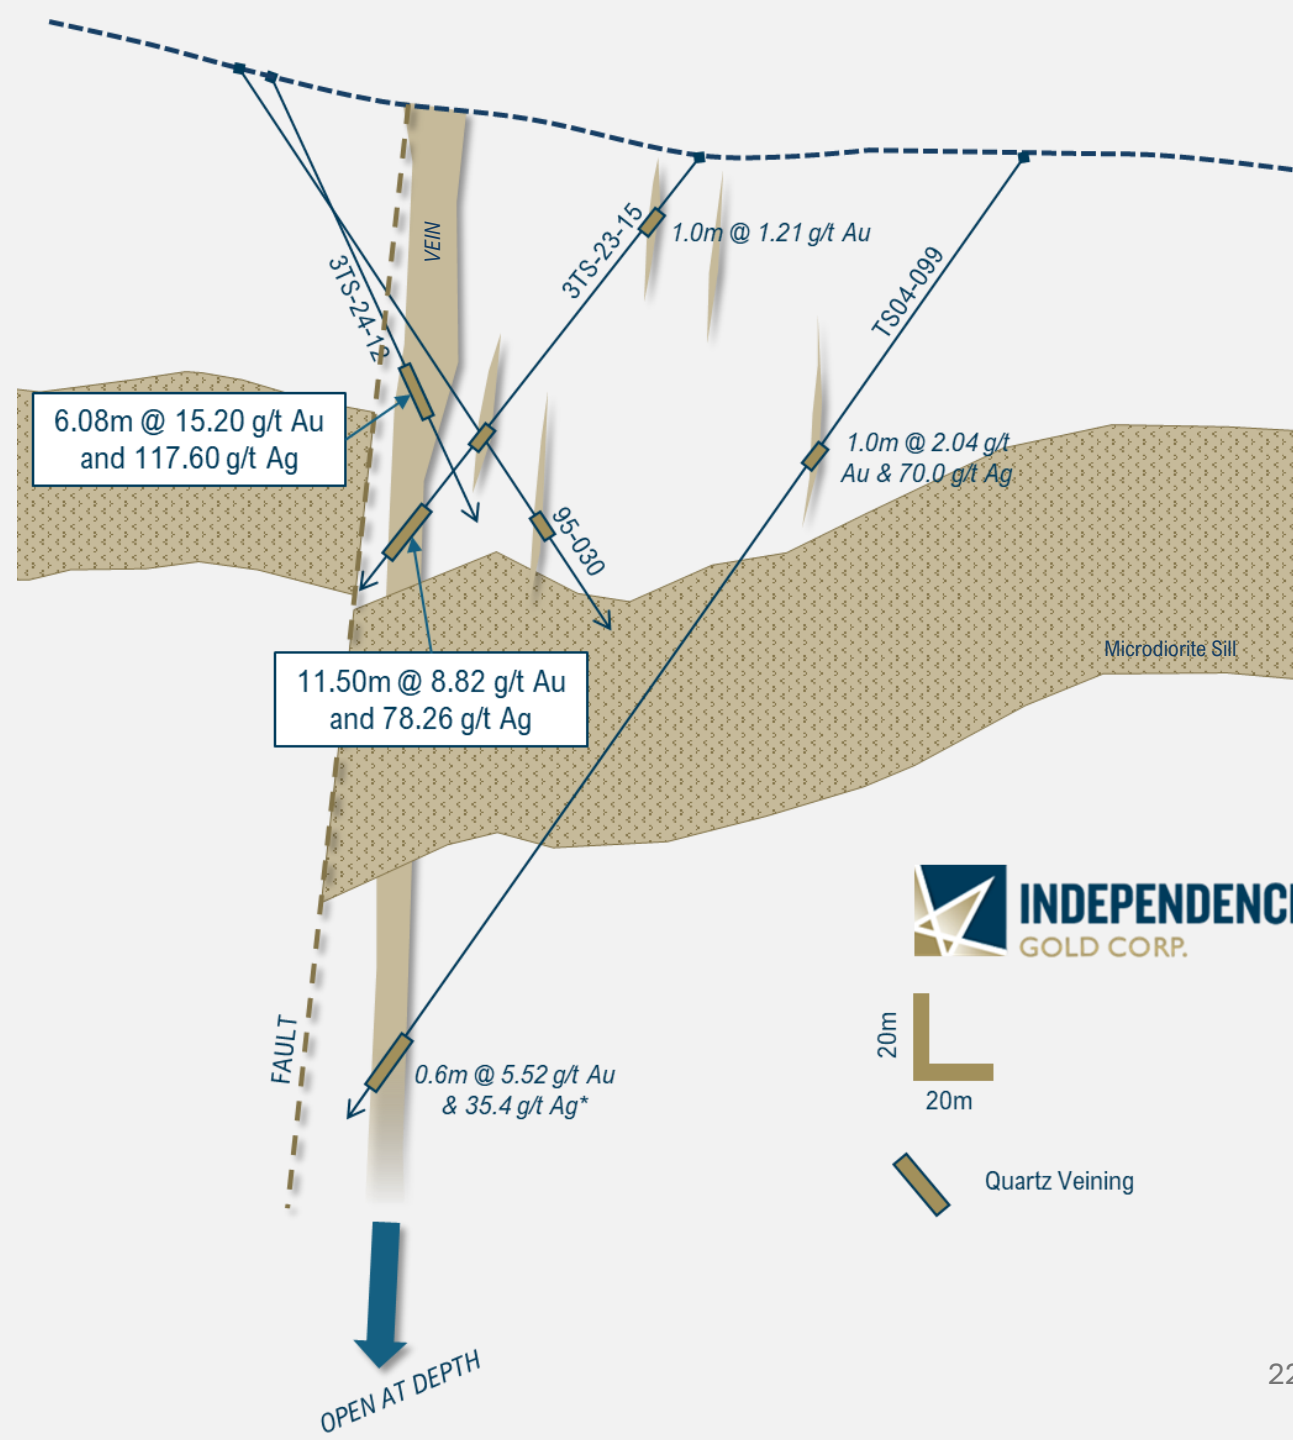 VEIN
3TS-24-12
3TS-23-15
1.0m @ 1.21 g/t Au
TS04-099
6.08m @ 15.20 g/t Au
and 117.60 g/t Ag
1.0m @ 2.04 g/t
Au & 70.0 g/t Ag
95-030
Microdiorite Sill
11.50m @ 8.82 g/t Au
and 78.26 g/t Ag
INDEPENDENCE
GOLD CORP.
FAULT
0.6m @ 5.52 g/t Au
& 35.4 g/t Ag*
20m
20m
Quartz Veining
OPEN AT DEPTH
22